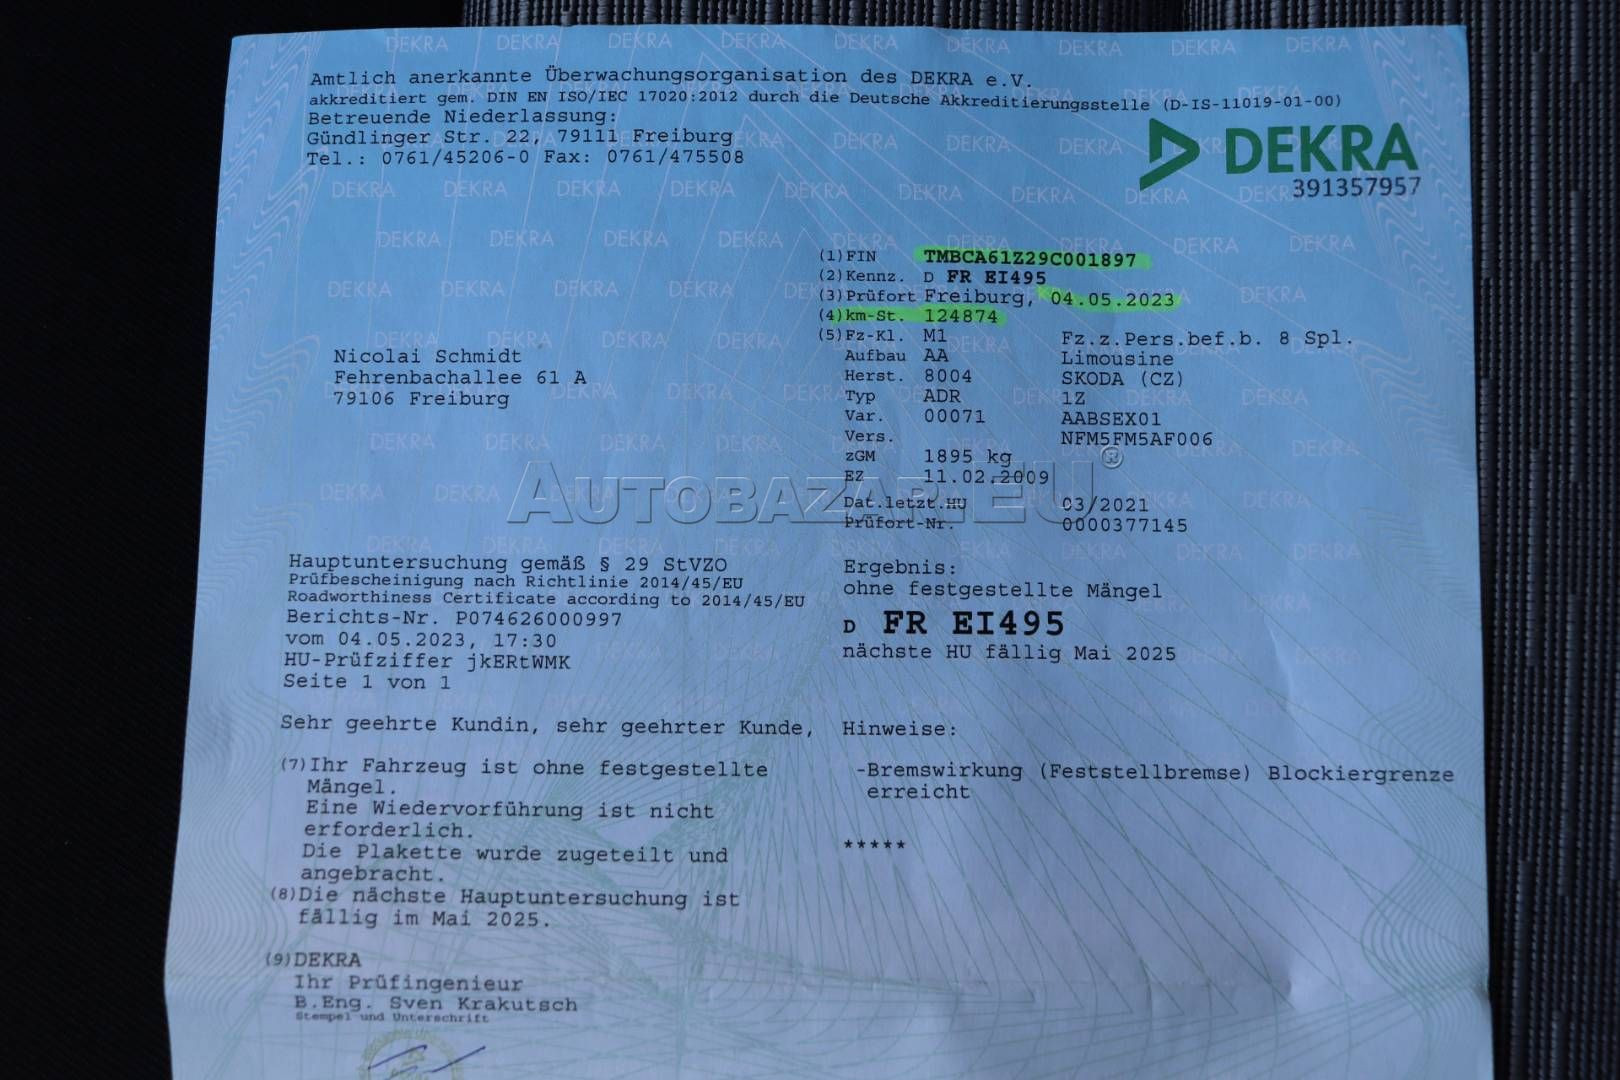 Amtlich anerkannte Überwachungsorganisation des DEKRA e.V.
akkreditiert gem. DIN EN ISO/IEC 17020:2012 durch die Deutsche Akkreditierungsstelle (D-IS-11019-01-00)
Betreuende Niederlassung:
Gündlinger Str. 22, 79111 Freiburg
Tel.: 0761/45206-0 Fax: 0761/475508
DEKRA
391357957
(1)FIN TMBCA61Z29C001897
(2)Kennz. D FR EI495
(3)Prüfort Freiburg, 04.05.2023
(4)km-St. 124874
(5)Fz-Kl. M1 Fz.z.Pers.bef.b. 8 Spl.
Aufbau AA Limousine
Herst. 8004 SKODA (CZ)
Typ ADR 1Z
Var. 00071 AABSEX01
Vers. NFM5FM5AF006
zGM 1895 kg
EZ 11.02.2009
Dat.letzt.HU 03/2021
Prüfort-Nr. 0000377145
Nicolai Schmidt
Fehrenbachallee 61 A
79106 Freiburg
AUTOBAZAR.EU®
Hauptuntersuchung gemäß § 29 StVZO
Prüfbescheinigung nach Richtlinie 2014/45/EU
Roadworthiness Certificate according to 2014/45/EU
Berichts-Nr. P074626000997
vom 04.05.2023, 17:30
HU-Prüfziffer jkERtWMK
Seite 1 von 1
Ergebnis:
ohne festgestellte Mängel
D FR EI495
nächste HU fällig Mai 2025
Sehr geehrte Kundin, sehr geehrter Kunde,
(7)Ihr Fahrzeug ist ohne festgestellte
Mängel.
Eine Wiedervorführung ist nicht
erforderlich.
Die Plakette wurde zugeteilt und
angebracht.
(8)Die nächste Hauptuntersuchung ist
fällig im Mai 2025.
(9)DEKRA
Ihr Prüfingenieur
B.Eng. Sven Krakutsch
Stempel und Unterschrift
Hinweise:
-Bremswirkung (Feststellbremse) Blockiergrenze
erreicht
*****